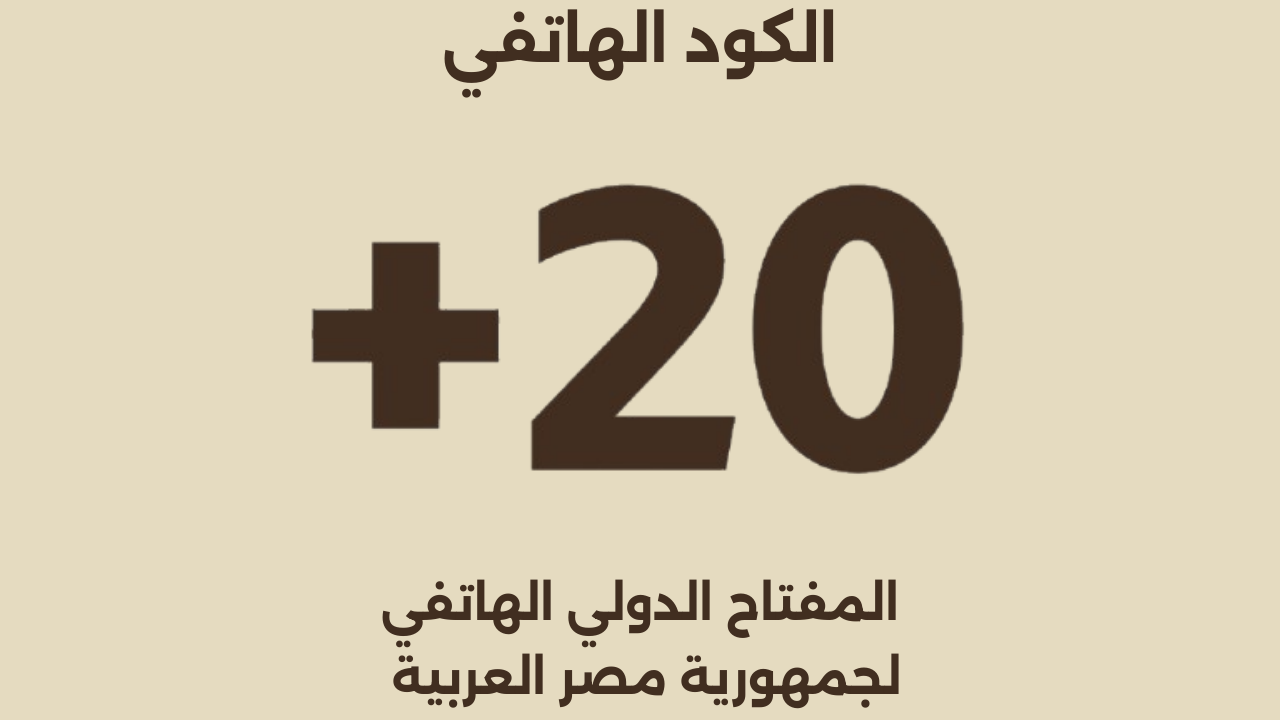 الكود الهاتفي
+20
المفتاح الدولي الهاتفي
لجمهورية مصر العربية